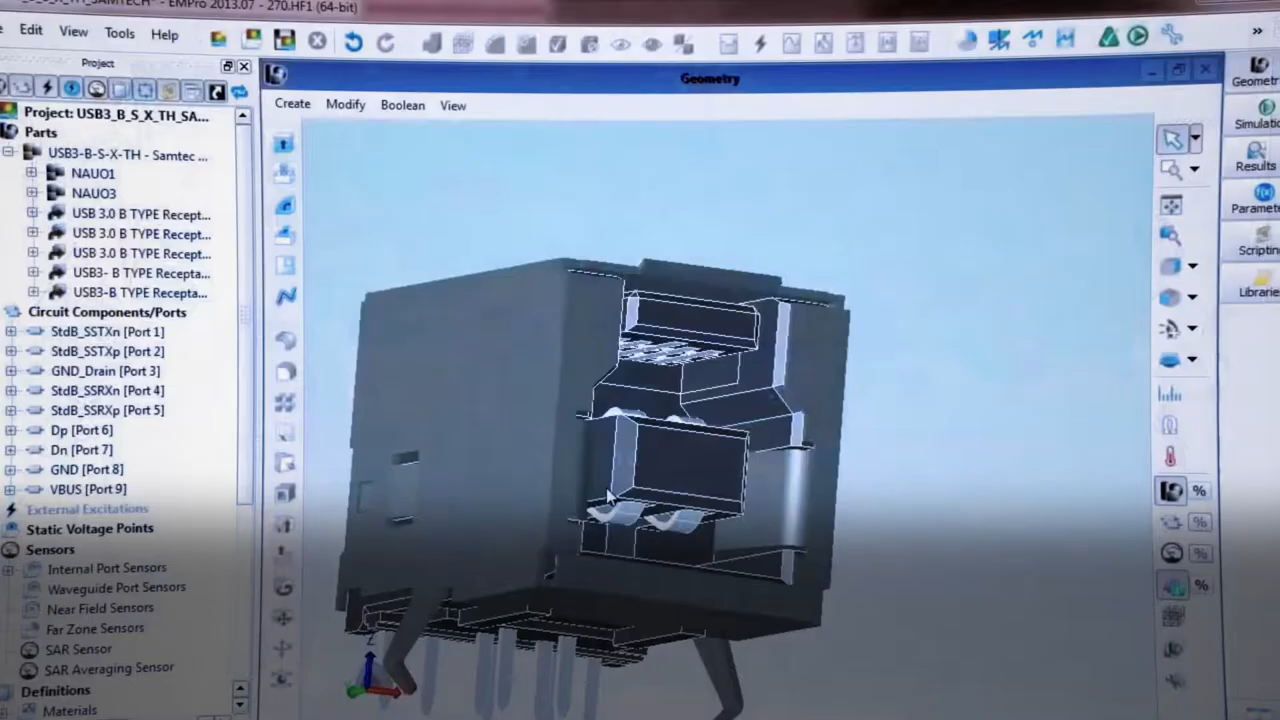 EMPro 2013.07 - 270.HF1 (64-bit)
Edit View Tools Help
Project
Geometry
Create Modify Boolean View
Project: USB3_B_S_X_TH_SA...
Parts
USB3-B-S-X-TH - Samtec ...
NAUO1
NAUO3
USB 3.0 B TYPE Recept...
USB 3.0 B TYPE Recept...
USB 3.0 B TYPE Recept...
USB3- B TYPE Recepta...
USB3-B TYPE Recepta...
Circuit Components/Ports
StdB_SSTXn [Port 1]
StdB_SSTXp [Port 2]
GND_Drain [Port 3]
StdB_SSRXn [Port 4]
StdB_SSRXp [Port 5]
Dp [Port 6]
Dn [Port 7]
GND [Port 8]
VBUS [Port 9]
External Excitations
Static Voltage Points
Sensors
Internal Port Sensors
Waveguide Port Sensors
Near Field Sensors
Far Zone Sensors
SAR Sensor
SAR Averaging Sensor
Definitions
Materials
Z
%
%
%
%
Geometr
Simulatio
Results
Paramete
Scripting
Librarie